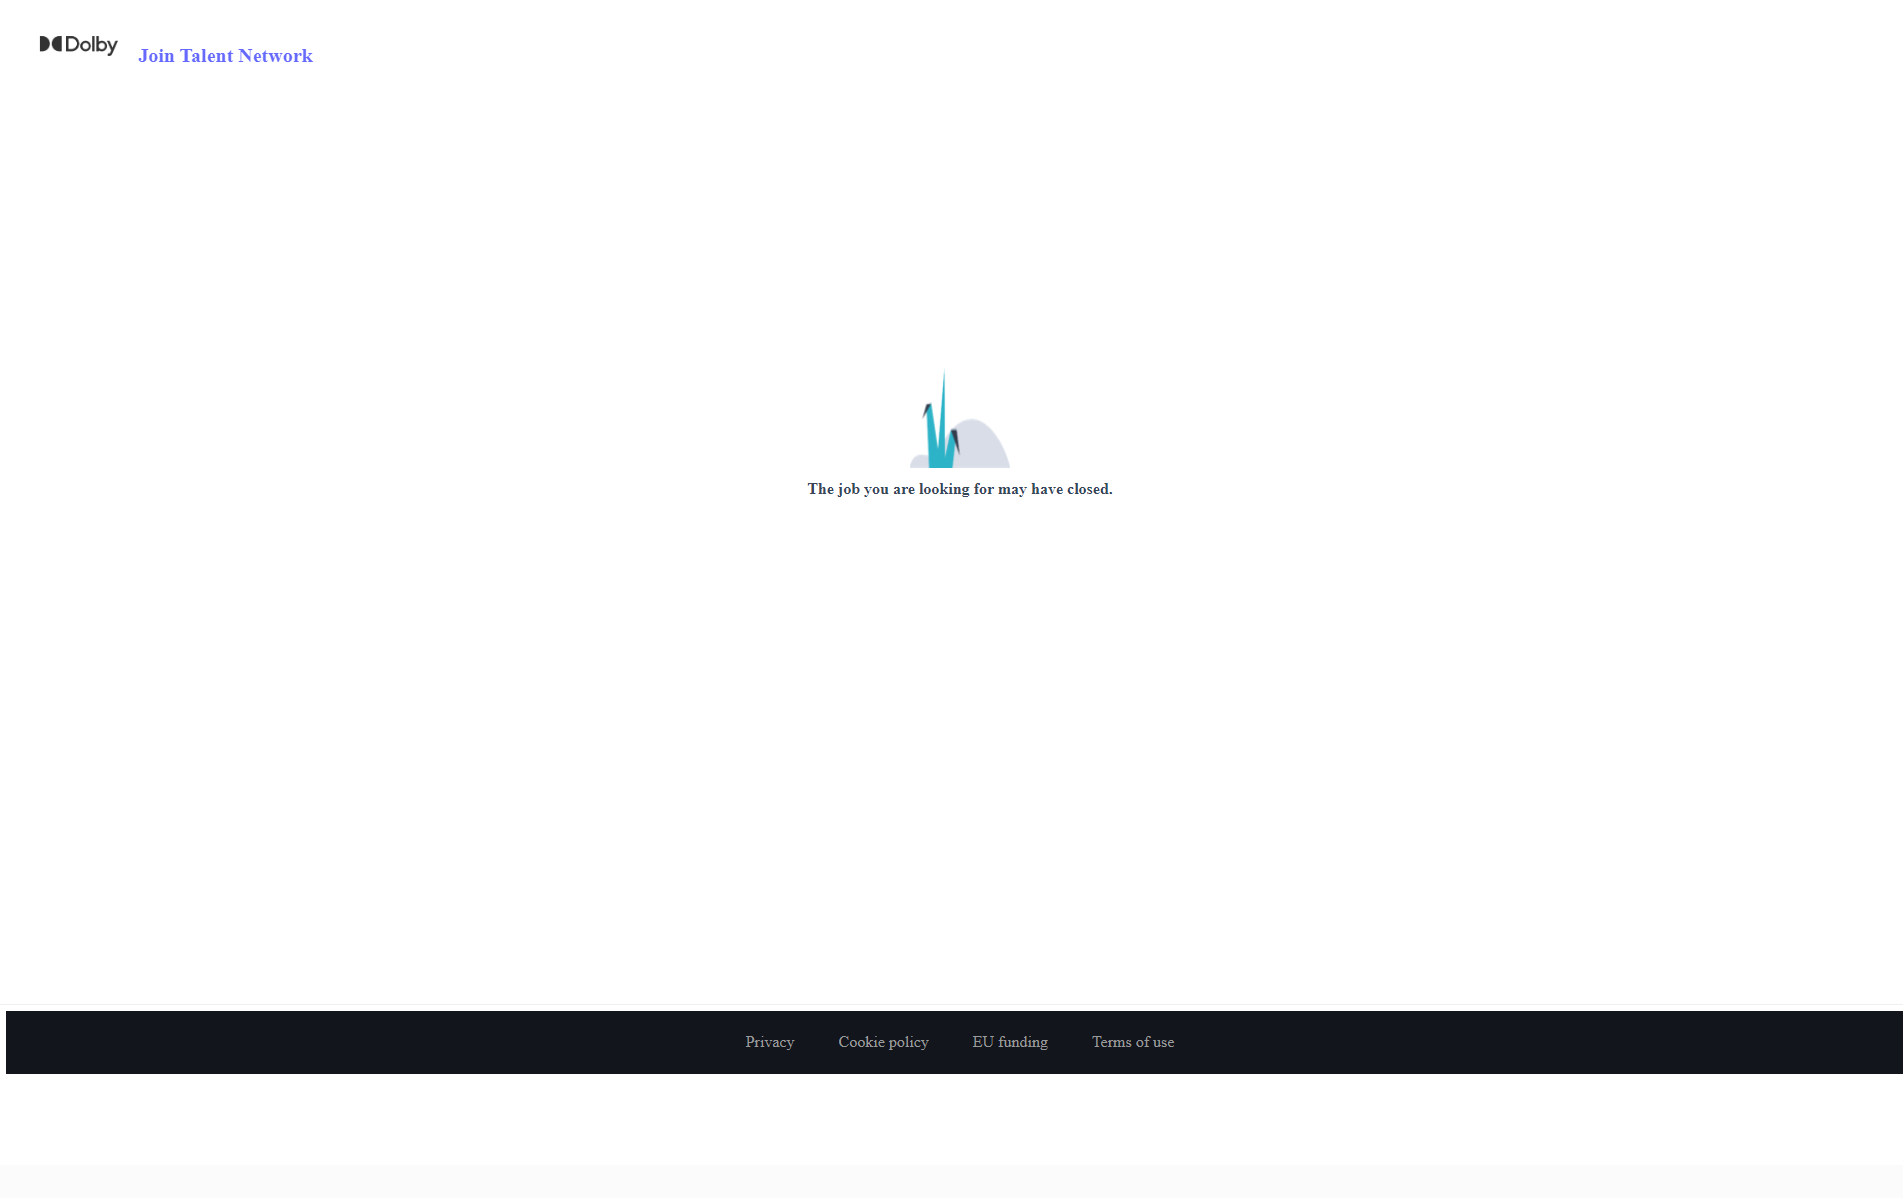 Dolby
Join Talent Network
The job you are looking for may have closed.
Privacy Cookie policy EU funding Terms of use